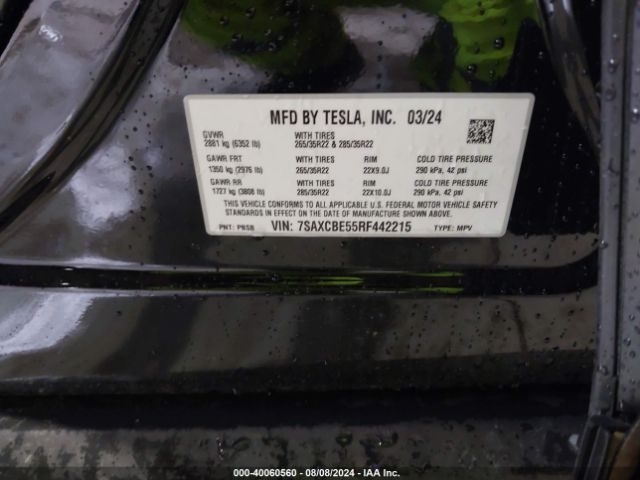 MFD BY TESLA, INC. 03/24
GVWR WITH TIRES
2881 kg (6352 lb) 265/35R22 & 285/35R22
GAWR FRT WITH TIRES RIM COLD TIRE PRESSURE
1350 kg (2976 lb) 265/35R22 22X9.0J 290 kPa, 42 psi
GAWR RR WITH TIRES RIM COLD TIRE PRESSURE
1727 kg (3808 lb) 285/35R22 22X10.0J 290 kPa, 42 psi
THIS VEHICLE CONFORMS TO ALL APPLICABLE U.S. FEDERAL MOTOR VEHICLE SAFETY
STANDARDS IN EFFECT ON THE DATE OF MANUFACTURE SHOWN ABOVE.
PNT: PBSB VIN: 7SAXCBE55RF442215 TYPE: MPV
000-40060560 - 08/08/2024 - IAA Inc.